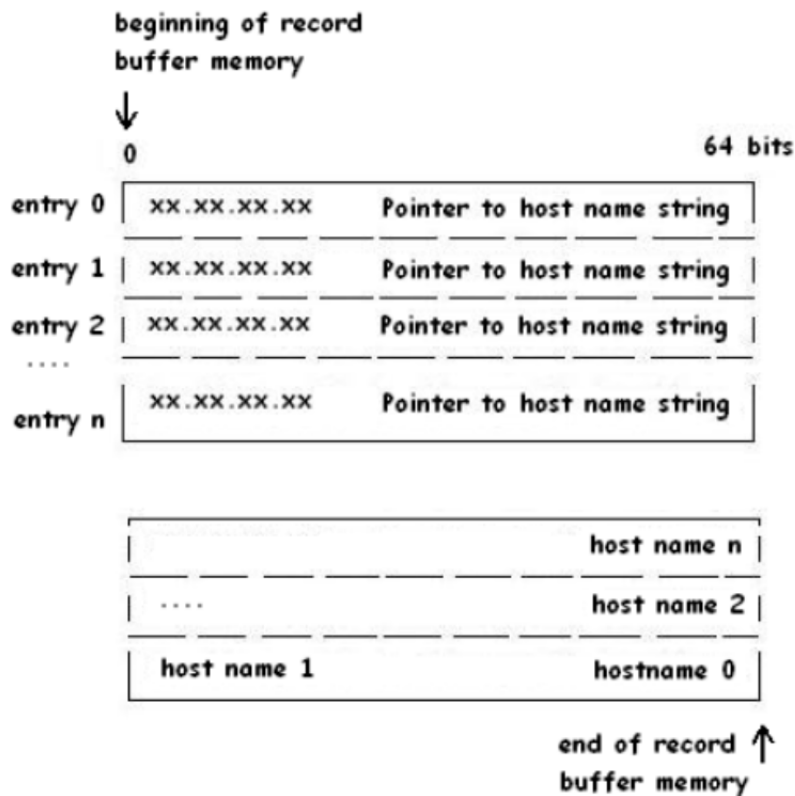 beginning of record
buffer memory
0 64 bits
entry 0 xx.xx.xx.xx Pointer to host name string
entry 1 xx.xx.xx.xx Pointer to host name string
entry 2 xx.xx.xx.xx Pointer to host name string
....
entry n xx.xx.xx.xx Pointer to host name string
host name n
.... host name 2
host name 1 hostname 0
end of record
buffer memory